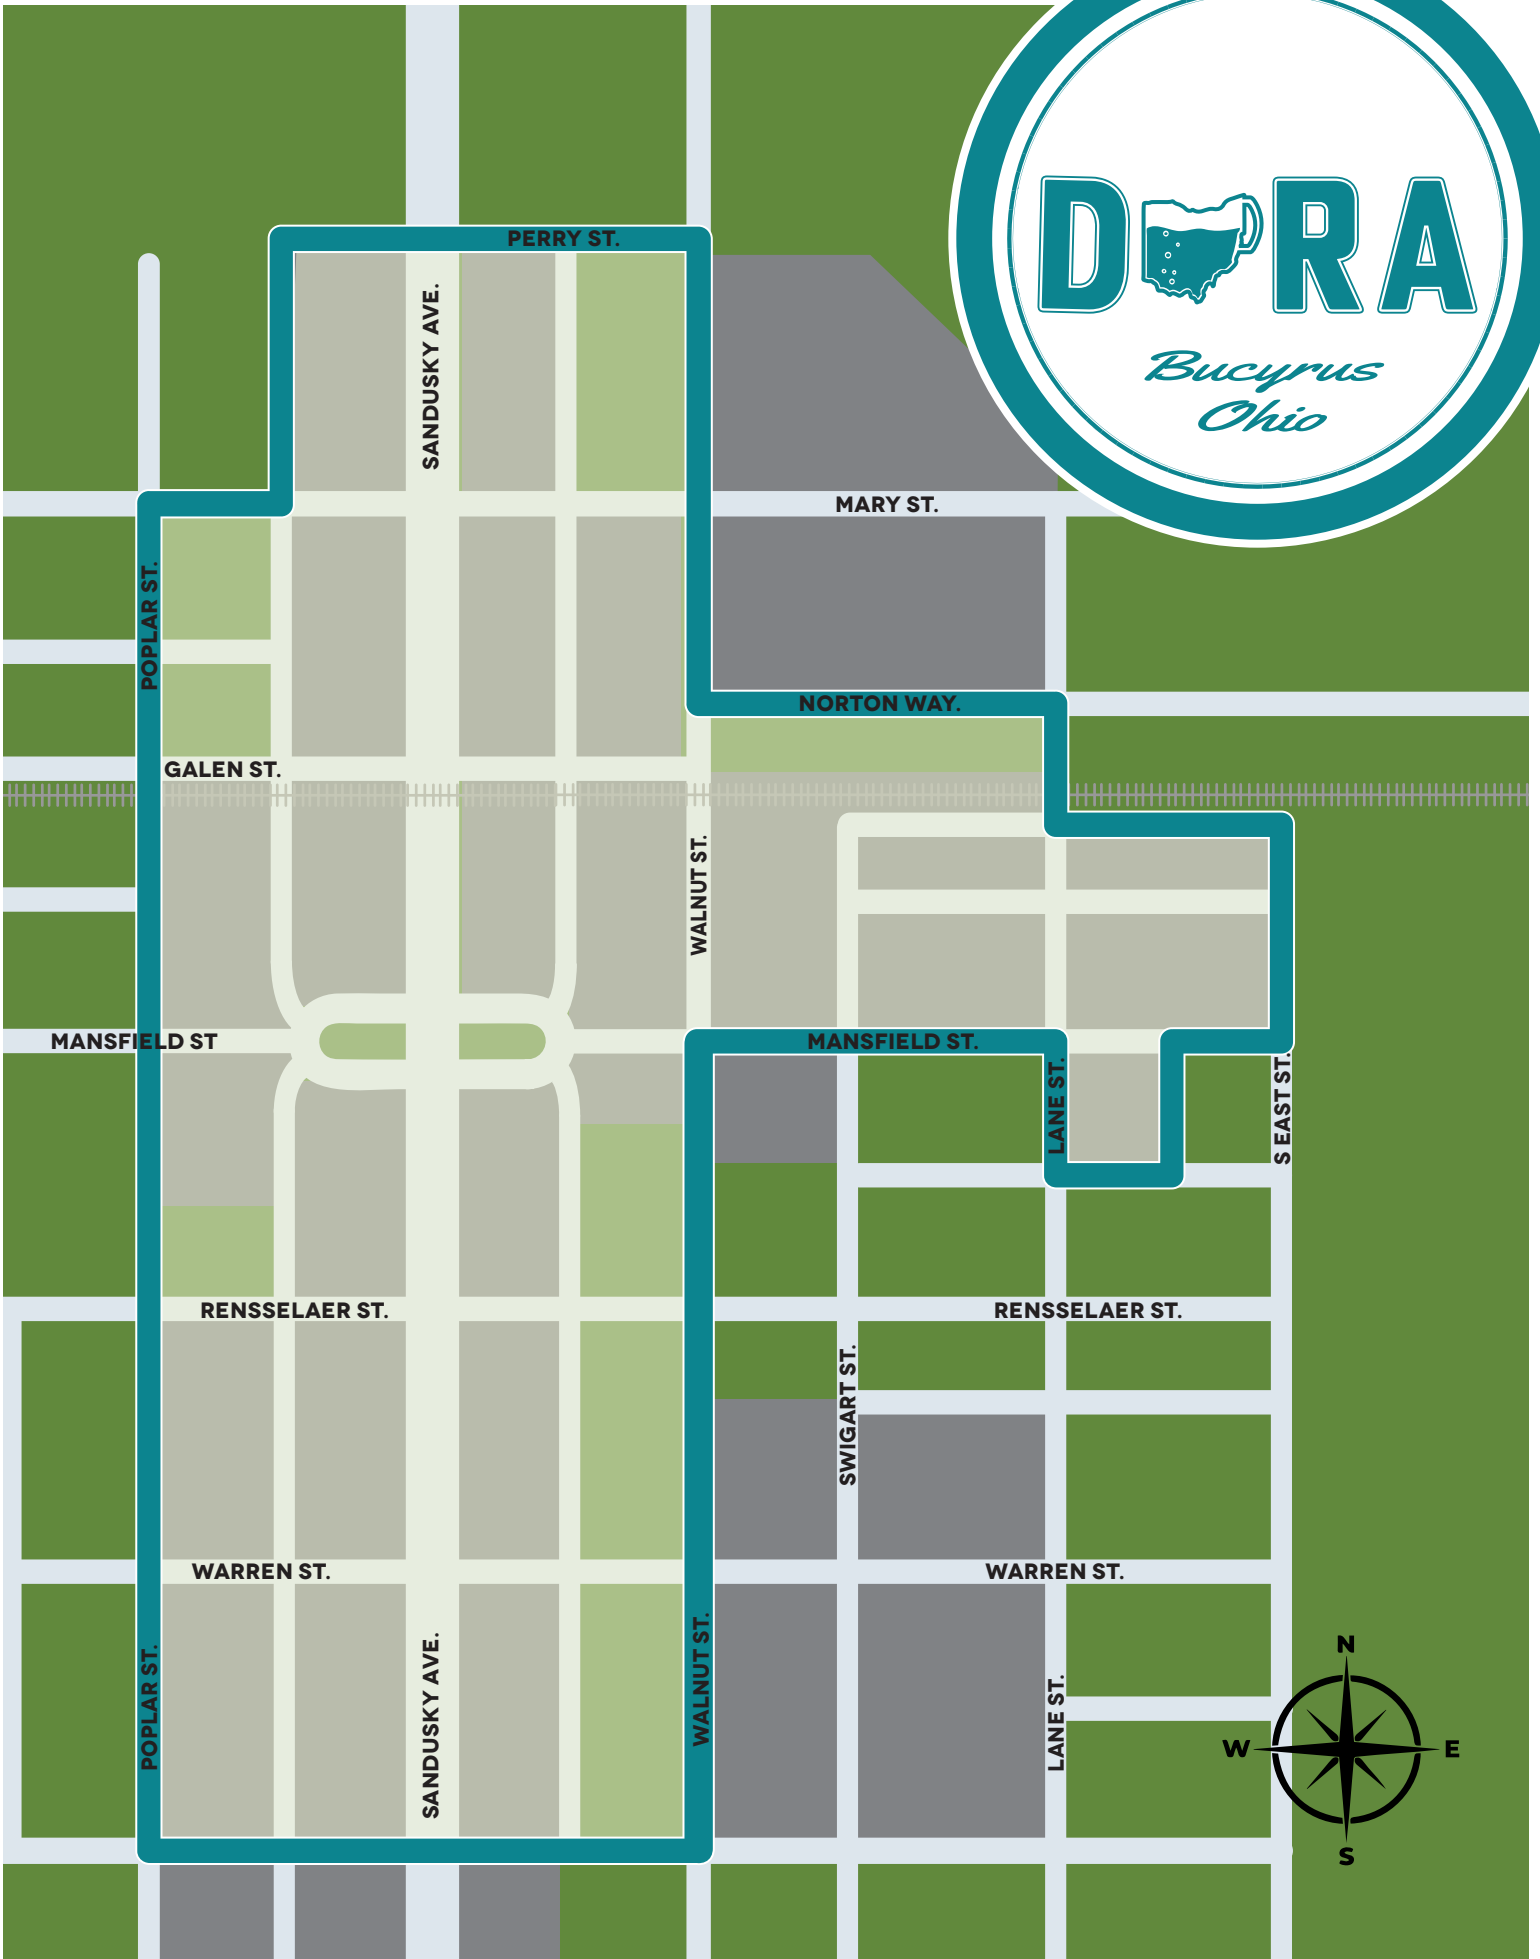 DORA
Bucyrus
Ohio
PERRY ST.
SANDUSKY AVE.
MARY ST.
POPLAR ST.
NORTON WAY.
GALEN ST.
WALNUT ST.
MANSFIELD ST
MANSFIELD ST.
LANE ST.
S EAST ST.
RENSSELAER ST.
RENSSELAER ST.
SWIGART ST.
WARREN ST.
WARREN ST.
POPLAR ST.
SANDUSKY AVE.
WALNUT ST.
LANE ST.
N
W
E
S